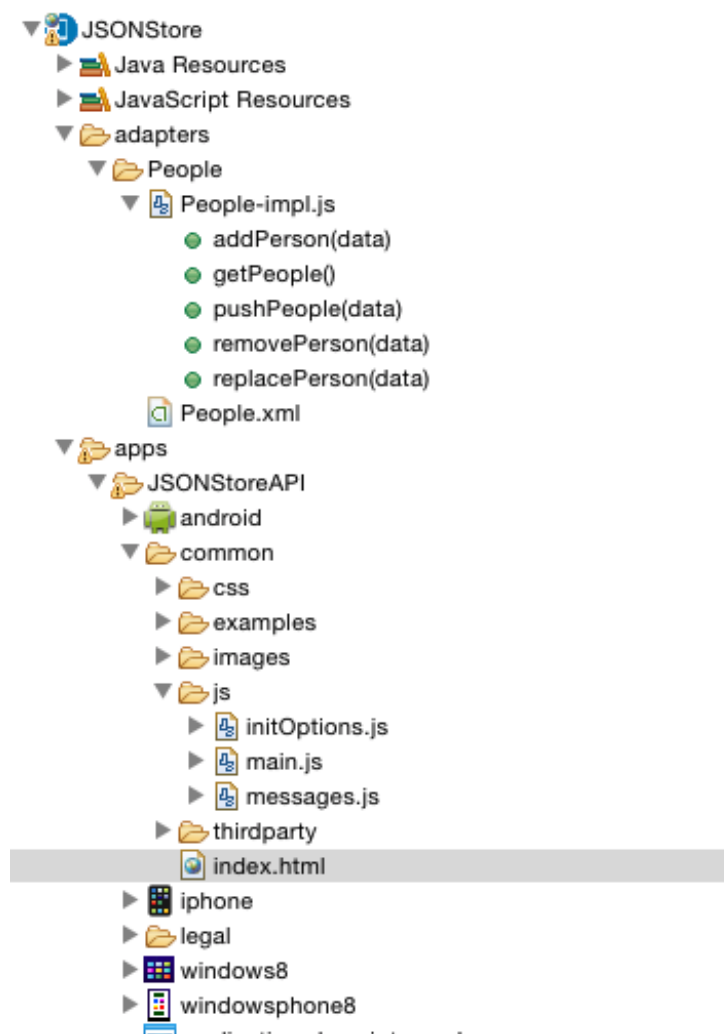 JSONStore
Java Resources
JavaScript Resources
adapters
People
People-impl.js
addPerson(data)
getPeople()
pushPeople(data)
removePerson(data)
replacePerson(data)
People.xml
apps
JSONStoreAPI
android
common
css
examples
images
js
initOptions.js
main.js
messages.js
thirdparty
index.html
iphone
legal
windows8
windowsphone8